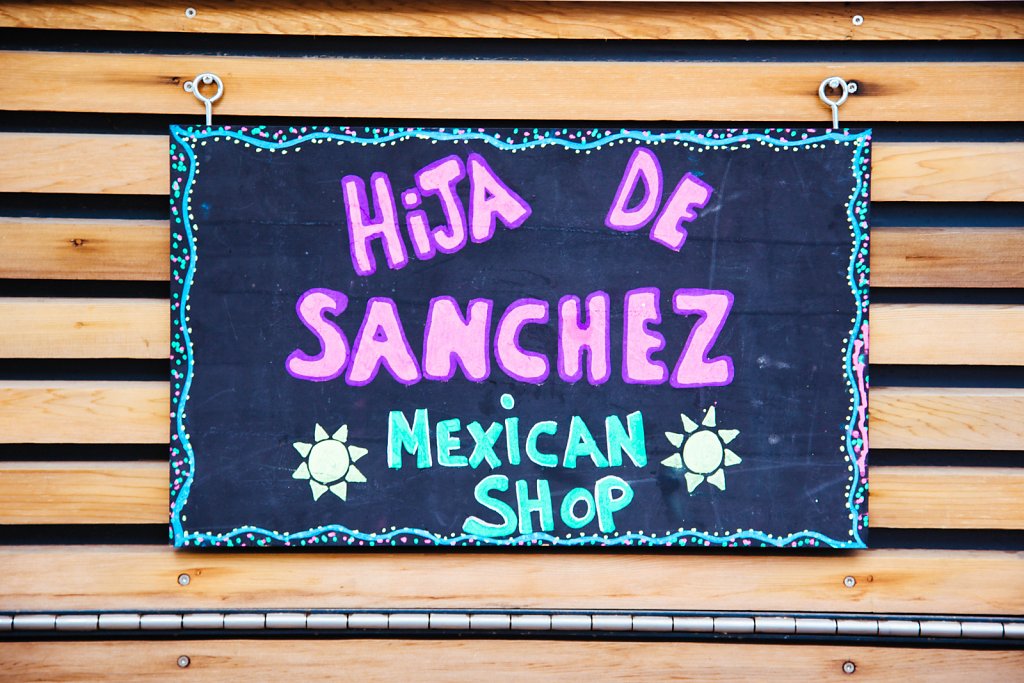 HiJA DE
SANCHEZ
MEXiCAN
SHOP